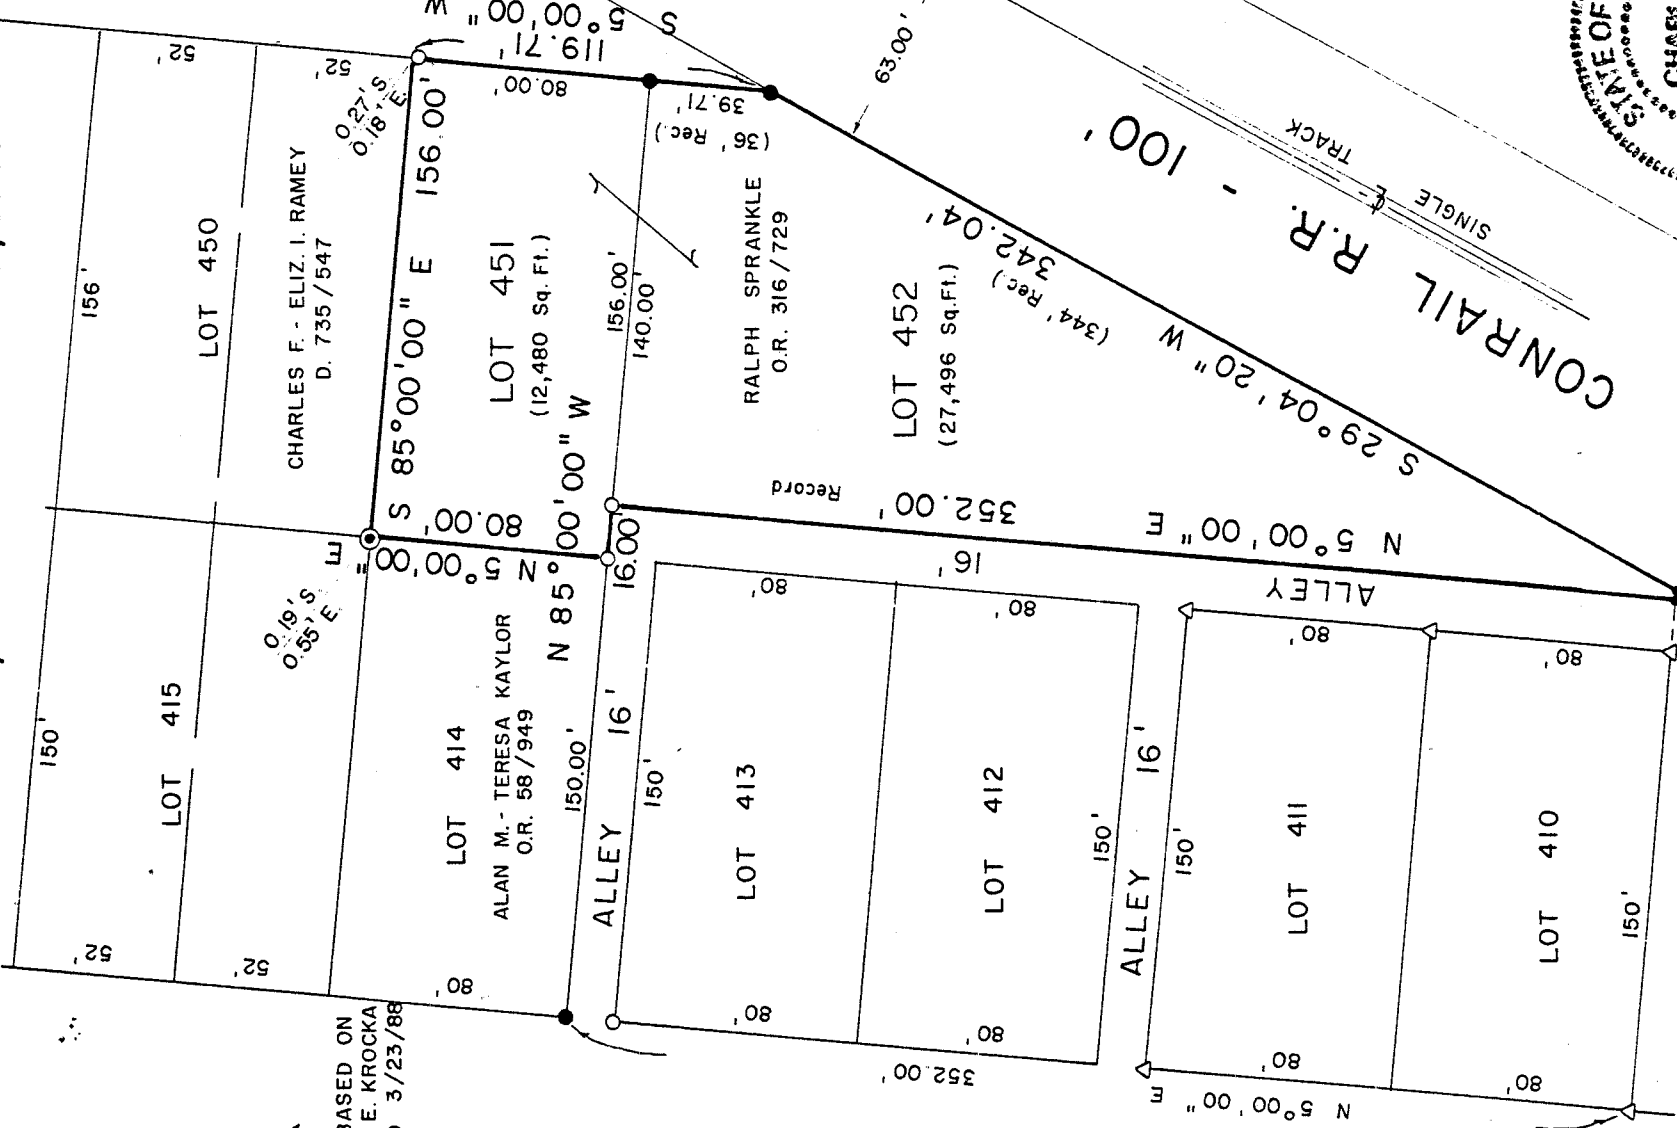 S 5°00'00" W
119.71'
80.00'
39.71'
(36' Rec.)
63.00'
STATE OF
52'
52'
0.27' S
0.18' E
156'
LOT 450
CHARLES F. - ELIZ. I. RAMEY
D. 735/547
S 85°00'00" E 156.00'
LOT 451
(12,480 Sq. Ft.)
156.00'
140.00'
RALPH SPRANKLE
O.R. 316/729
LOT 452
(27,496 Sq.Ft.)
S 29°04'20" W 342.04'
(344' Rec.)
CONRAIL R.R. - 100'
SINGLE ℄ TRACK
N 5°00'00" E 80.00'
N 85°00'00" W
16.00'
N 5°00'00" E 352.00' Record
16'
ALLEY
0.19' S
0.55' E
150'
LOT 415
LOT 414
ALAN M. - TERESA KAYLOR
O.R. 58/949
150.00'
ALLEY 16'
150'
LOT 413
LOT 412
150'
ALLEY 16'
150'
LOT 411
LOT 410
150'
80'
80'
80'
80'
52'
52'
80'
80'
80'
80'
80'
352.00'
N 5°00'00" E
BASED ON
E. KROCKA
3/23/88